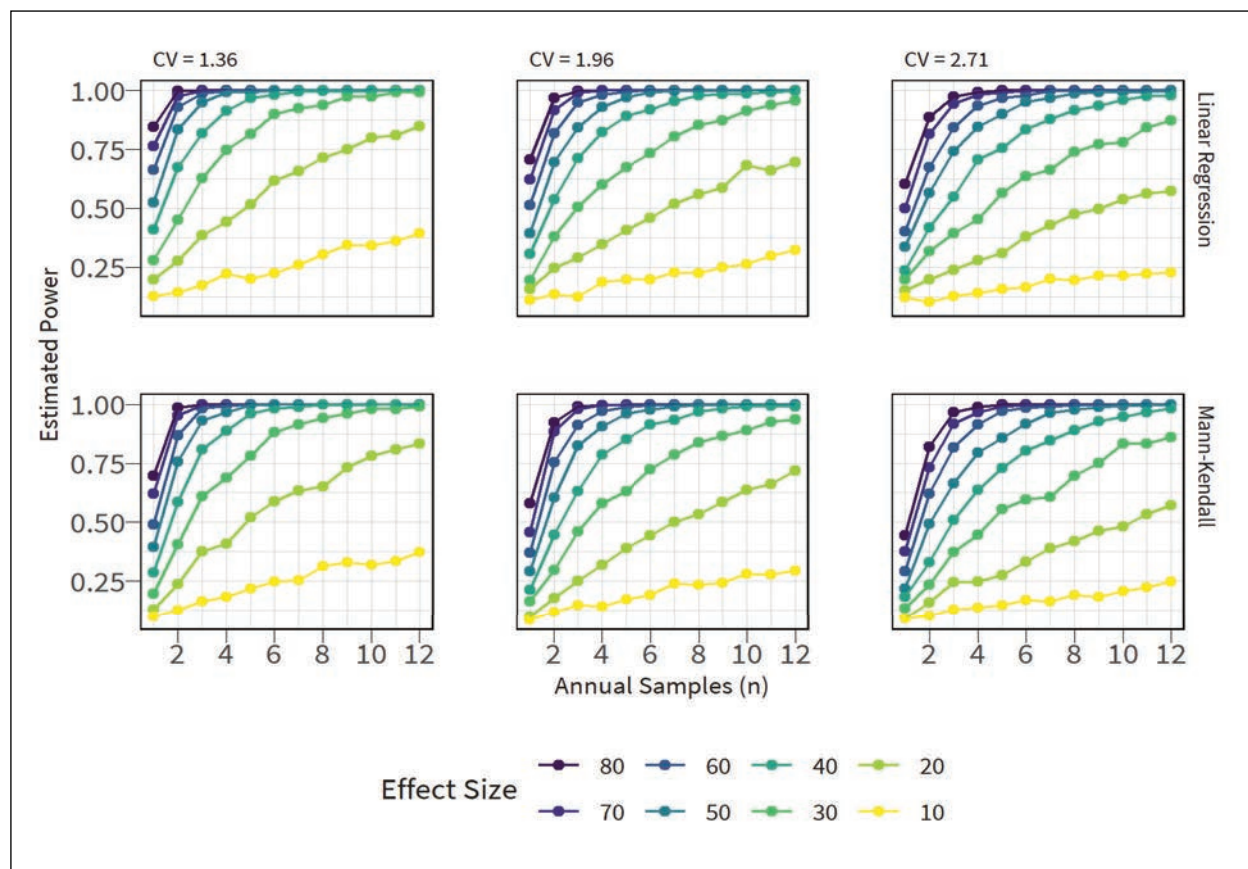 CV = 1.36 CV = 1.96 CV = 2.71
1.00
0.75
0.50
0.25
Linear Regression
Estimated Power
1.00
0.75
0.50
0.25
Mann-Kendall
2 4 6 8 10 12 2 4 6 8 10 12 2 4 6 8 10 12
Annual Samples (n)
Effect Size
80 60 40 20
70 50 30 10